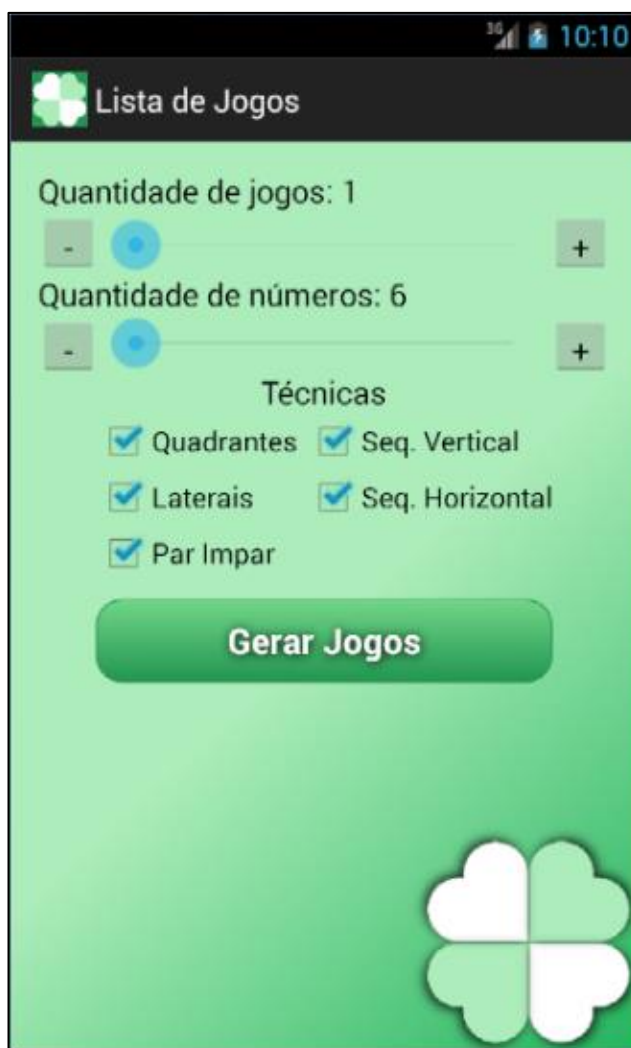 3G 10:10
Lista de Jogos
Quantidade de jogos: 1
- +
Quantidade de números: 6
- +
Técnicas
Quadrantes Seq. Vertical
Laterais Seq. Horizontal
Par Impar
Gerar Jogos